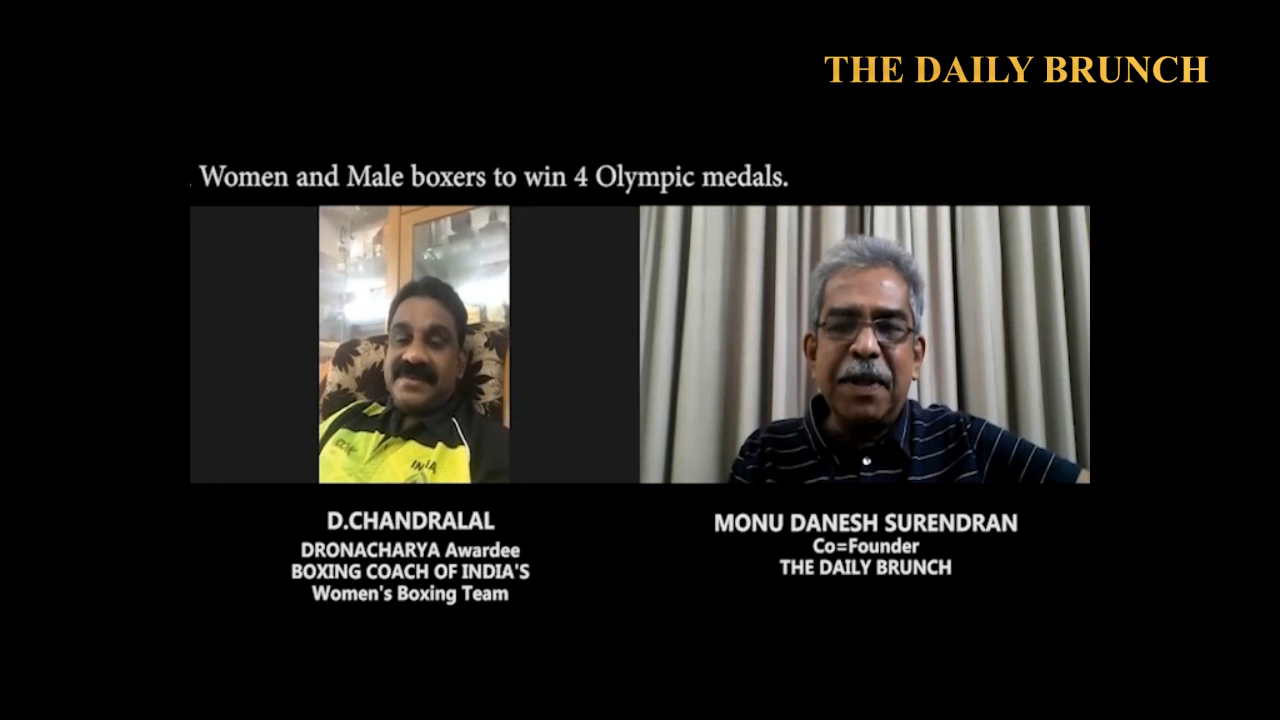 THE DAILY BRUNCH
. Women and Male boxers to win 4 Olympic medals.
INDIA
D.CHANDRALAL
DRONACHARYA Awardee
BOXING COACH OF INDIA'S
Women's Boxing Team
MONU DANESH SURENDRAN
Co=Founder
THE DAILY BRUNCH